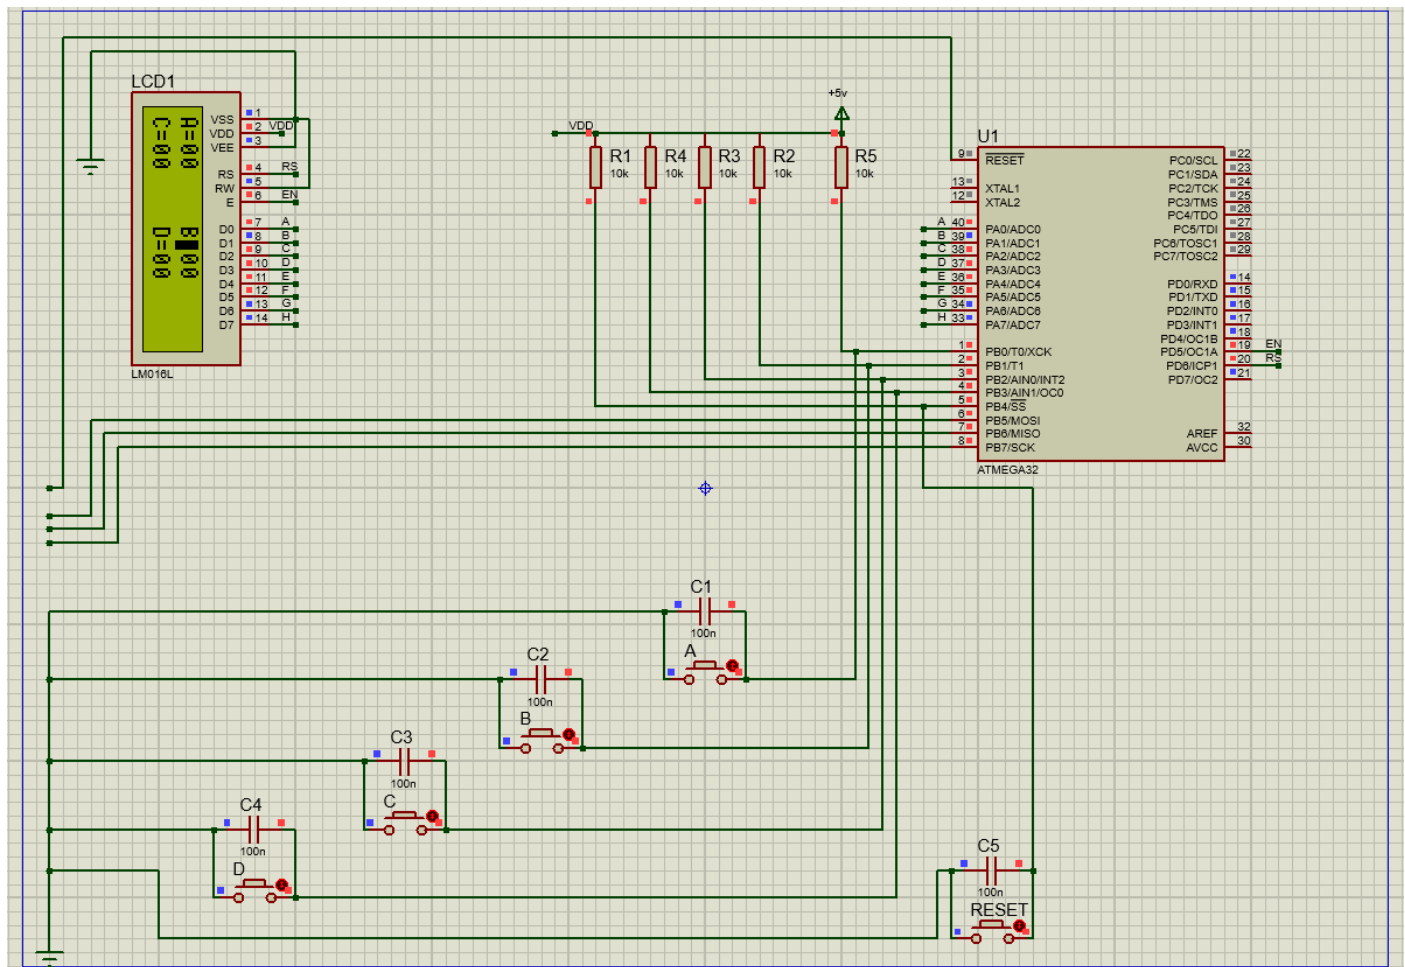 LCD1
A=00
C=00
B=00
D=00
VSS 1
VDD 2 VDD
VEE 3
RS 4 RS
RW 5
E 6 EN
D0 7 A
D1 8 B
D2 9 C
D3 10 D
D4 11 E
D5 12 F
D6 13 G
D7 14 H
LM016L
VDD
+5v
R1
10k
R4
10k
R3
10k
R2
10k
R5
10k
U1
9 RESET
13 XTAL1
12 XTAL2
A 40 PA0/ADC0
B 39 PA1/ADC1
C 38 PA2/ADC2
D 37 PA3/ADC3
E 36 PA4/ADC4
F 35 PA5/ADC5
G 34 PA6/ADC6
H 33 PA7/ADC7
1 PB0/T0/XCK
2 PB1/T1
3 PB2/AIN0/INT2
4 PB3/AIN1/OC0
5 PB4/SS
6 PB5/MOSI
7 PB6/MISO
8 PB7/SCK
PC0/SCL 22
PC1/SDA 23
PC2/TCK 24
PC3/TMS 25
PC4/TDO 26
PC5/TDI 27
PC6/TOSC1 28
PC7/TOSC2 29
PD0/RXD 14
PD1/TXD 15
PD2/INT0 16
PD3/INT1 17
PD4/OC1B 18
PD5/OC1A 19 EN
PD6/ICP1 20 RS
PD7/OC2 21
AREF 32
AVCC 30
ATMEGA32
C1
100n
A
C2
100n
B
C3
100n
C
C4
100n
D
C5
100n
RESET